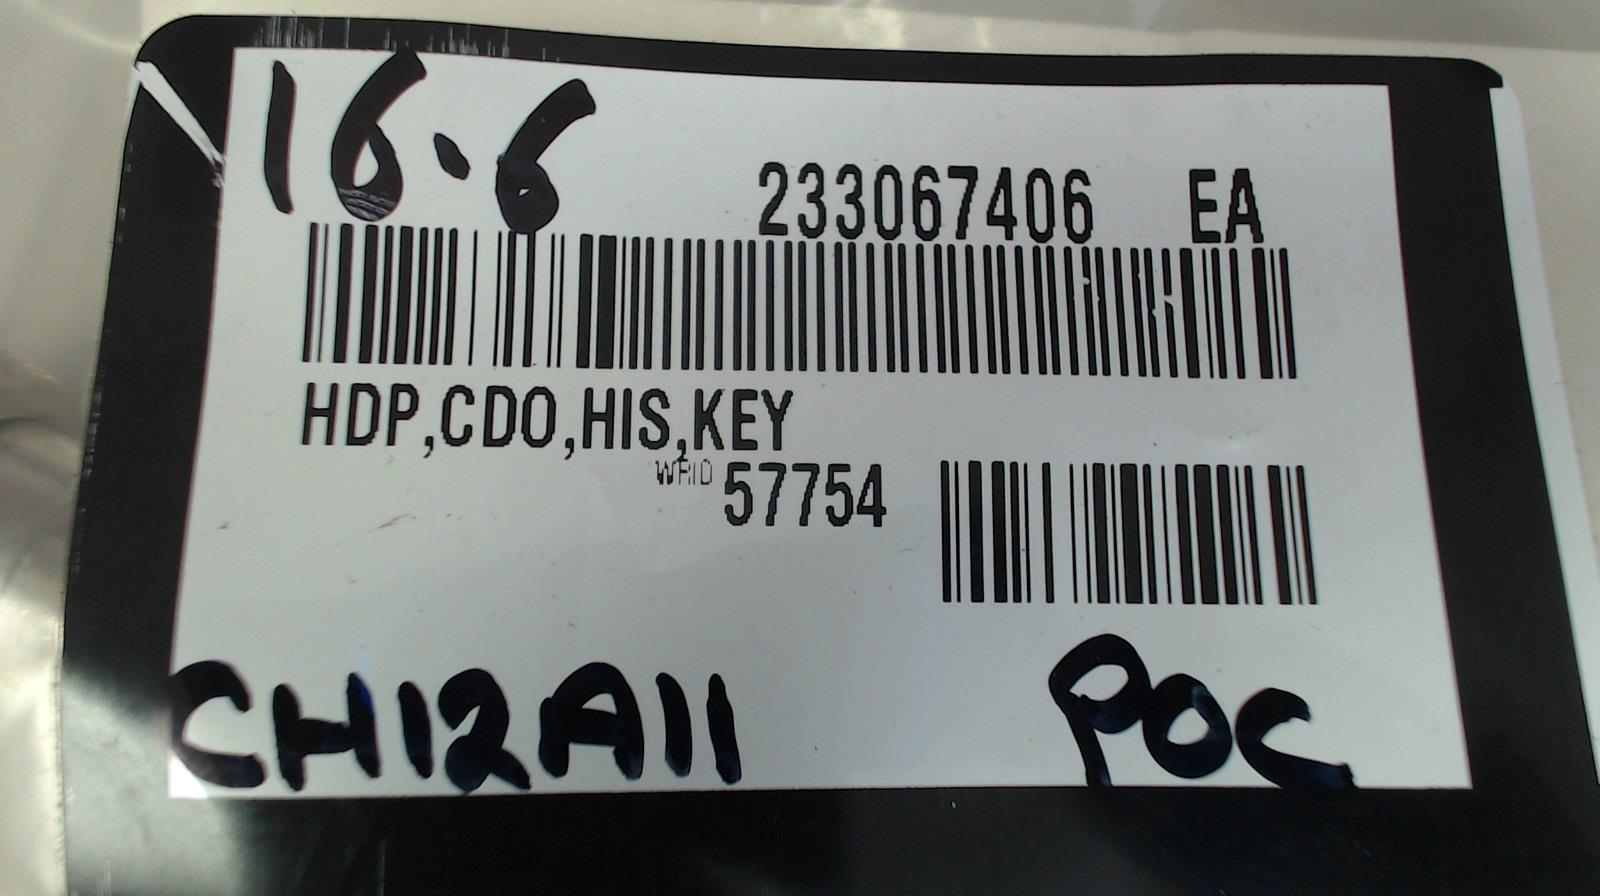 16.6
233067406 EA
HDP,CDO,HIS,KEY
WRID 57754
CH12A11 POC